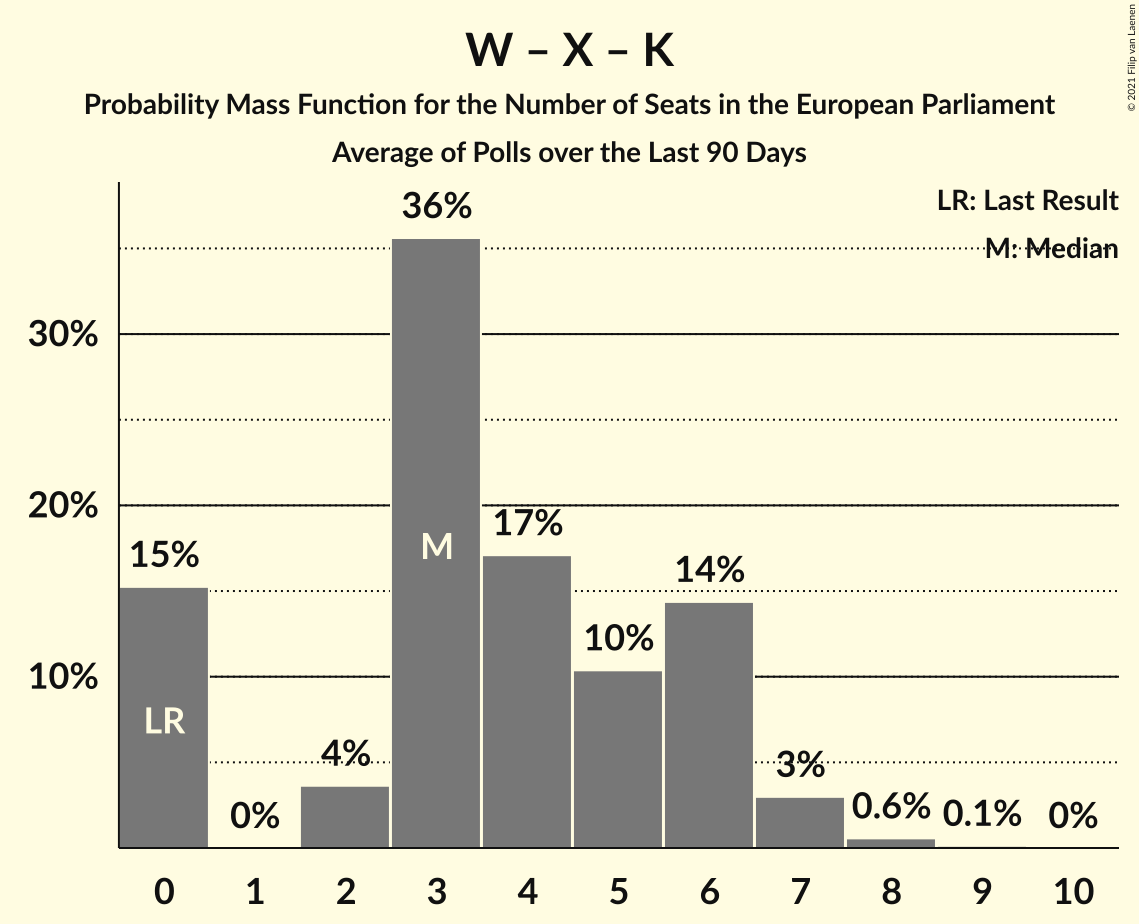 W – X – K
Probability Mass Function for the Number of Seats in the European Parliament
Average of Polls over the Last 90 Days
© 2021 Filip van Laenen
LR: Last Result
M: Median
30%
20%
10%
15%
0%
4%
36%
17%
10%
14%
3%
0.6%
0.1%
0%
LR
M
0 1 2 3 4 5 6 7 8 9 10